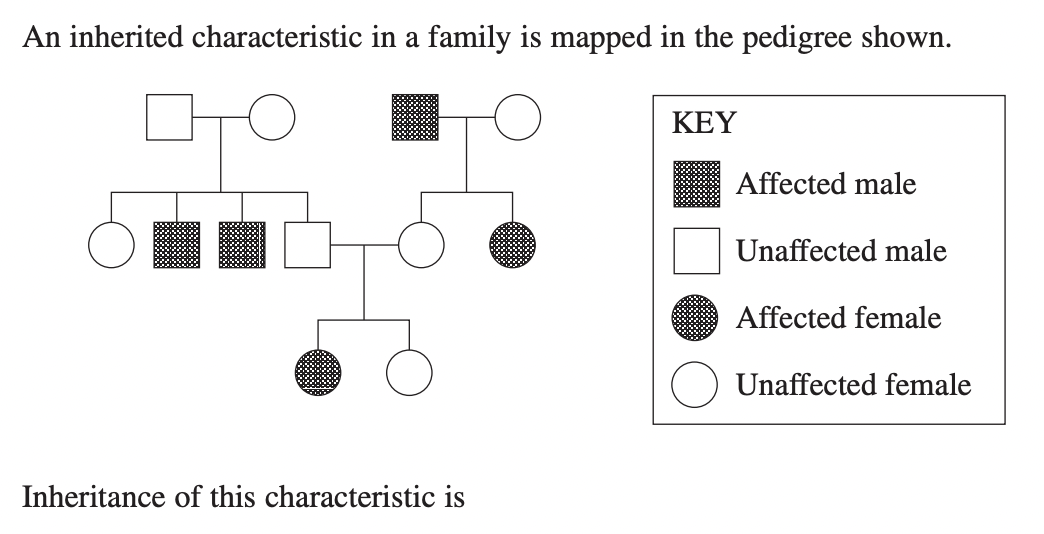 An inherited characteristic in a family is mapped in the pedigree shown.
KEY
Affected male
Unaffected male
Affected female
Unaffected female
Inheritance of this characteristic is